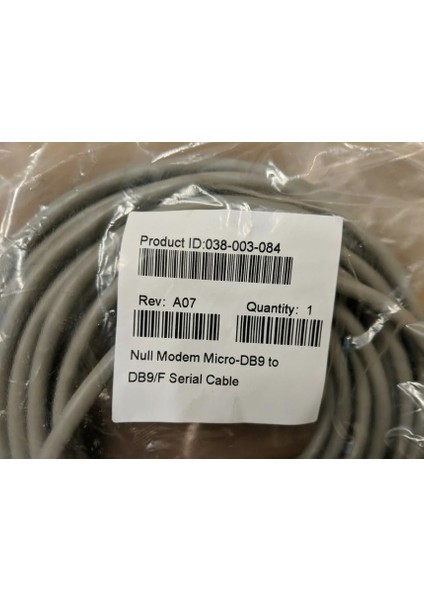 Product ID:038-003-084
Rev: A07 Quantity: 1
Null Modem Micro-DB9 to
DB9/F Serial Cable